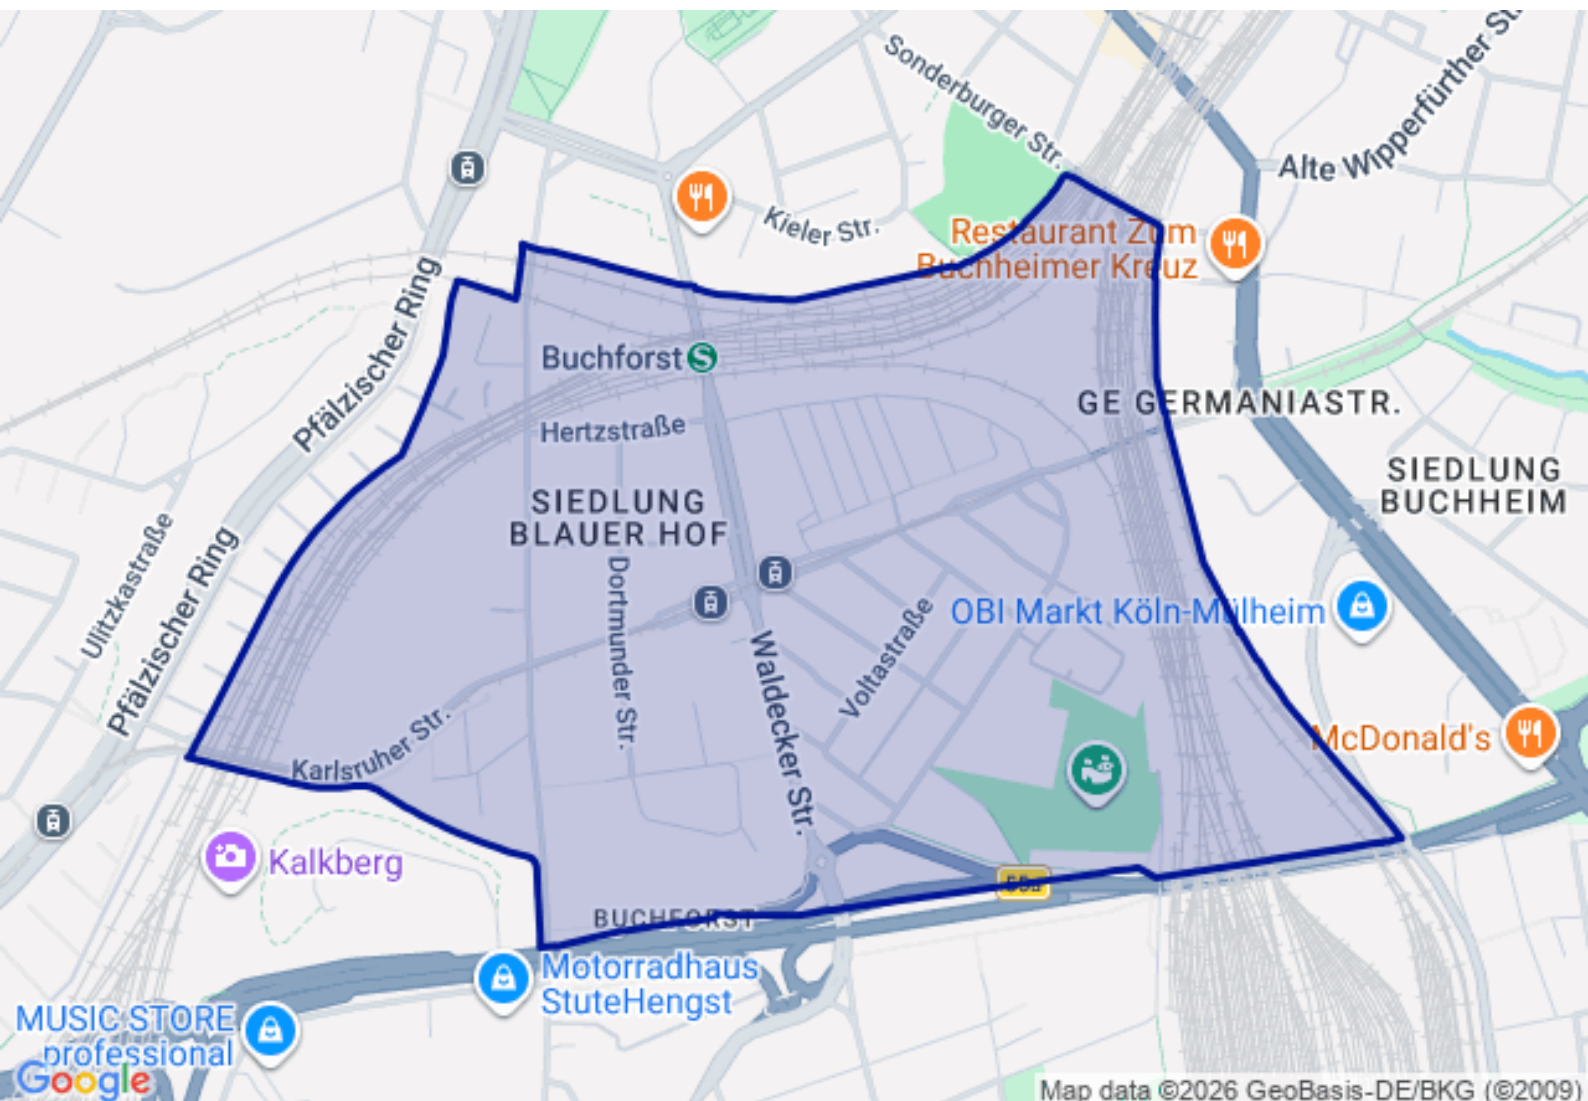 Sonderburger Str.
Alte Wipperfürther Str.
Kieler Str.
Restaurant Zum
Buchheimer Kreuz
Pfälzischer Ring
Buchforst
S
GE GERMANIASTR.
Hertzstraße
SIEDLUNG
BUCHHEIM
SIEDLUNG
BLAUER HOF
Ulitzkastraße
Pfälzischer Ring
Dortmunder Str.
Voltastraße
OBI Markt Köln-Mülheim
Waldecker Str.
Karlsruher Str.
McDonald's
Kalkberg
55a
BUCHFORST
Motorradhaus
StuteHengst
MUSIC STORE
professional
Google
Map data ©2026 GeoBasis-DE/BKG (©2009)